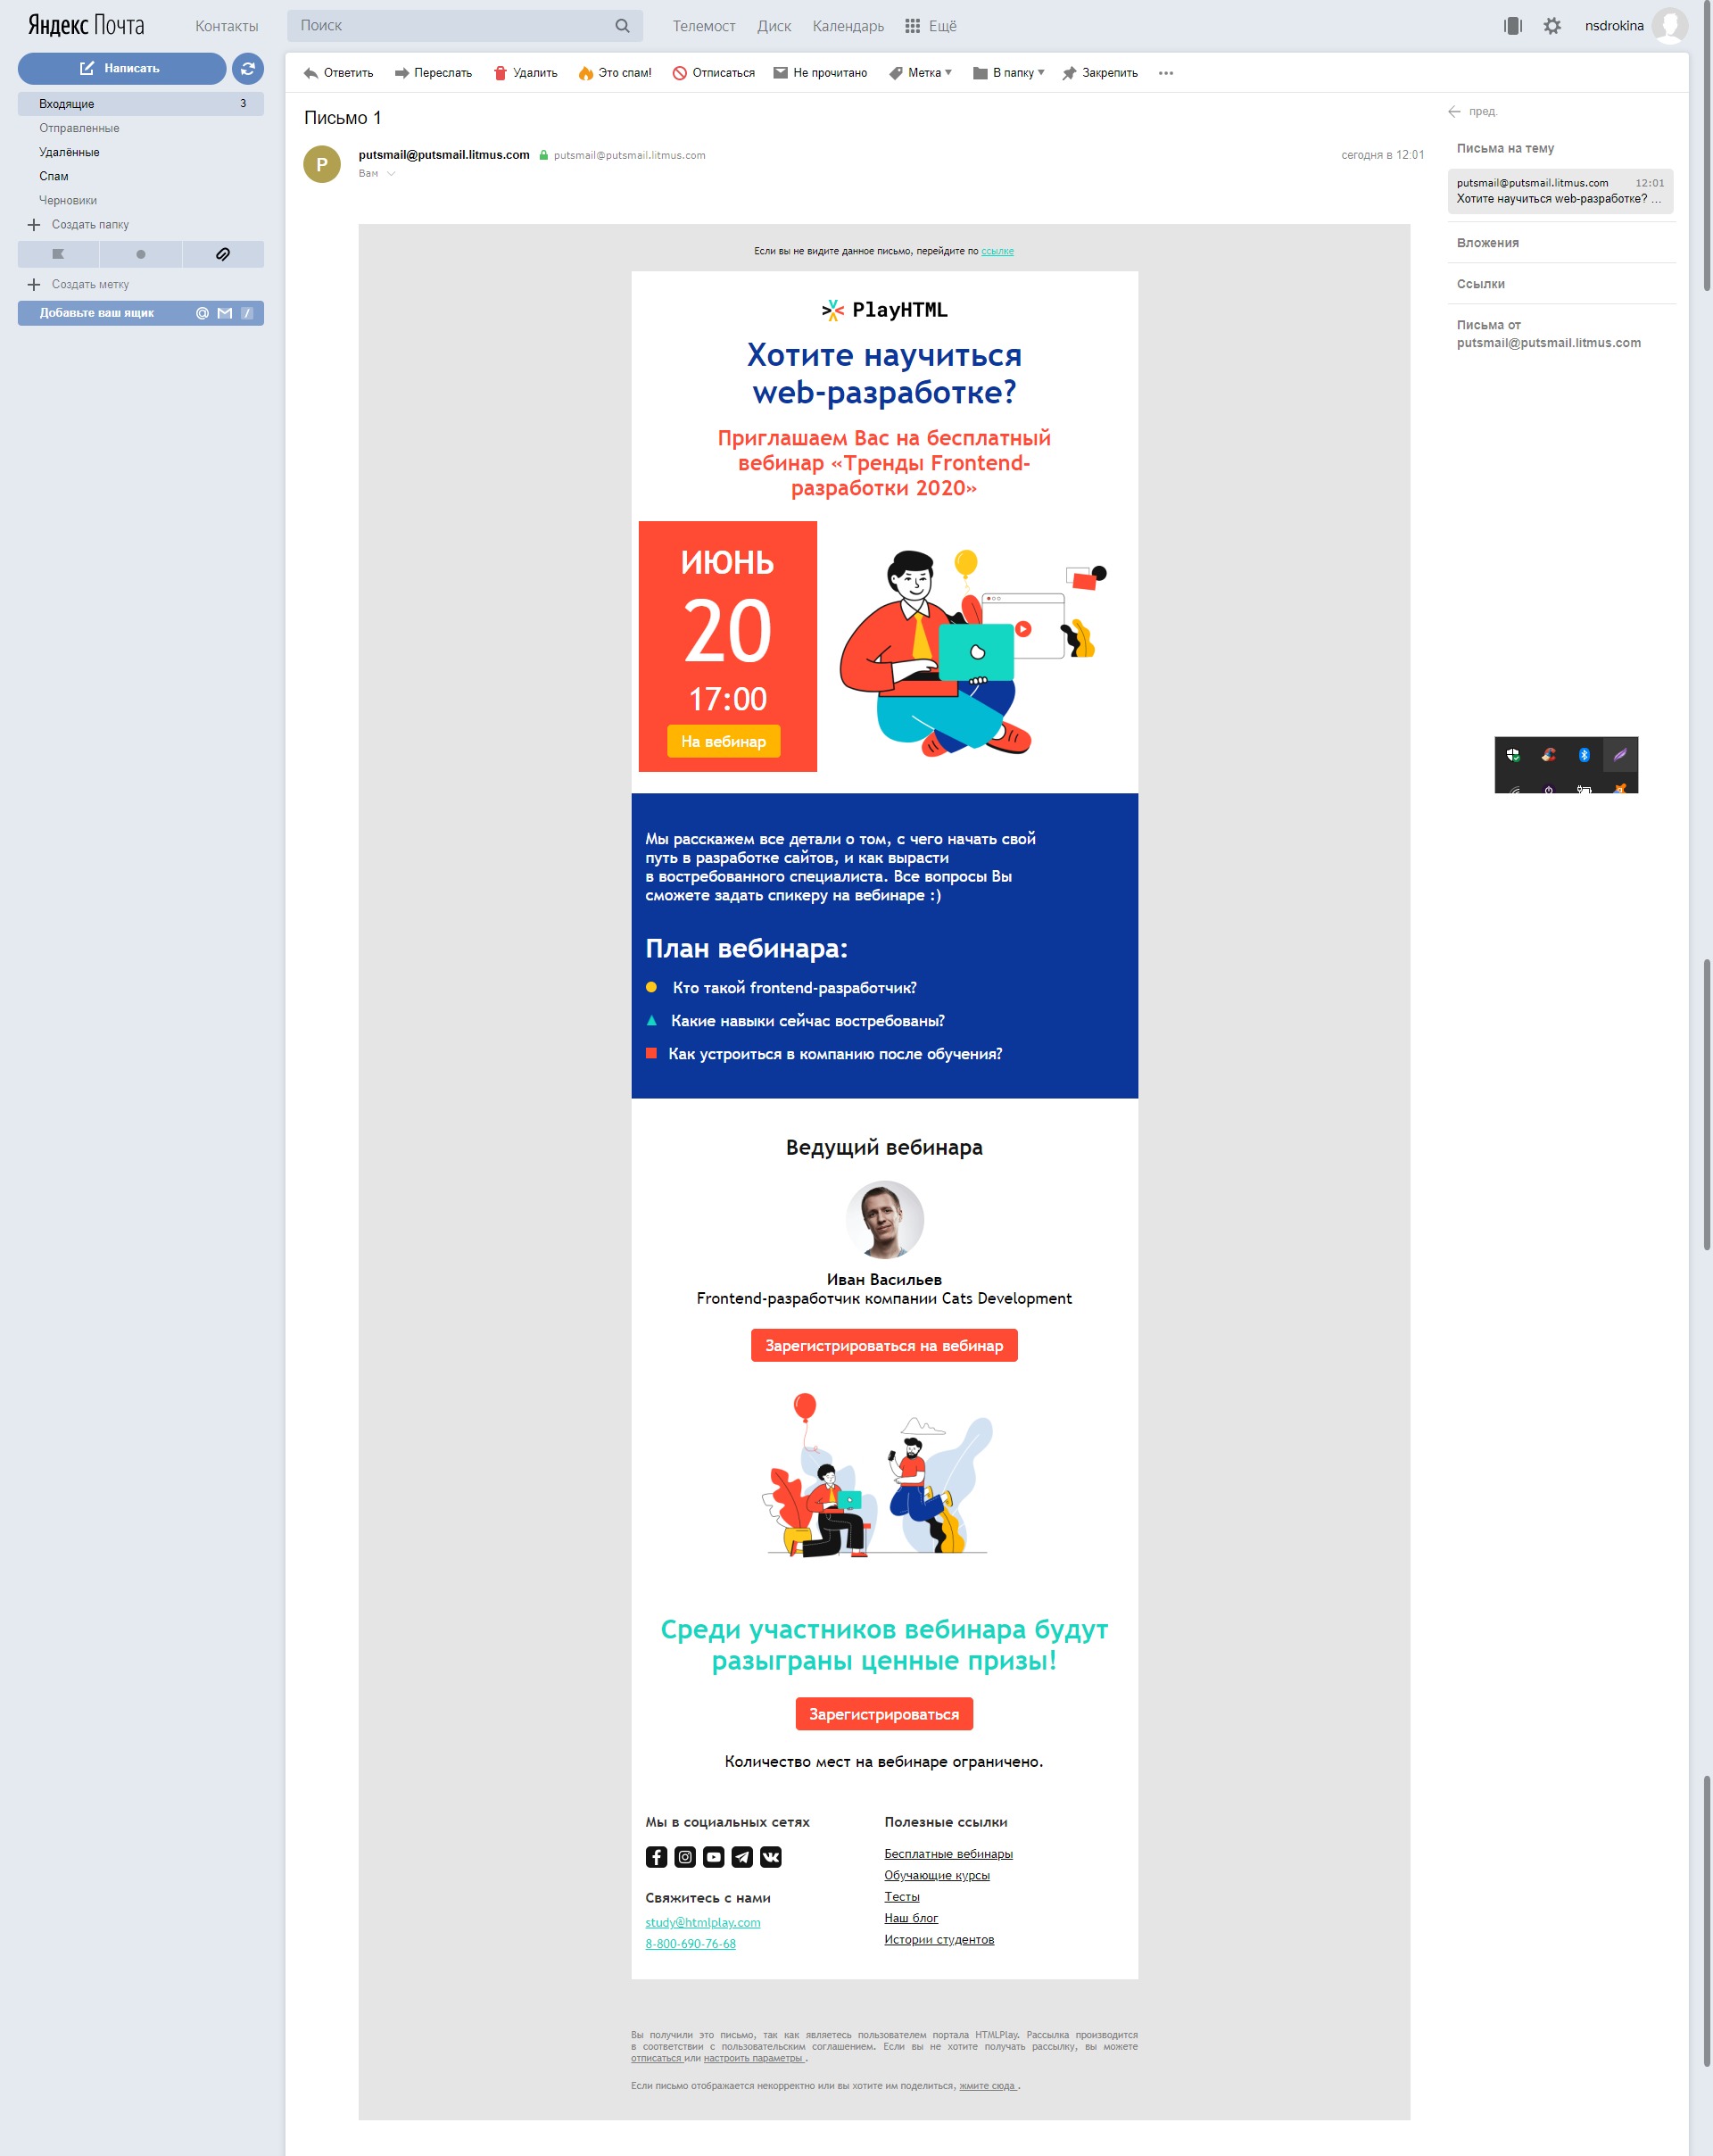 Яндекс Почта
Контакты
Поиск
Телемост Диск Календарь Ещё
nsdrokina
Написать
Входящие 3
Отправленные
Удалённые
Спам
Черновики
Создать папку
Создать метку
Добавьте ваш ящик
Ответить Переслать Удалить Это спам! Отписаться Не прочитано Метка В папку Закрепить
Письмо 1
P
putsmail@putsmail.litmus.com putsmail@putsmail.litmus.com
сегодня в 12:01
Вам
пред.
Письма на тему
putsmail@putsmail.litmus.com 12:01
Хотите научиться web-разработке? ...
Вложения
Ссылки
Письма от
putsmail@putsmail.litmus.com
Если вы не видите данное письмо, перейдите по ссылке
PlayHTML
Хотите научиться
web-разработке?
Приглашаем Вас на бесплатный
вебинар «Тренды Frontend-
разработки 2020»
ИЮНЬ
20
17:00
На вебинар
Мы расскажем все детали о том, с чего начать свой
путь в разработке сайтов, и как вырасти
в востребованного специалиста. Все вопросы Вы
сможете задать спикеру на вебинаре :)
План вебинара:
Кто такой frontend-разработчик?
Какие навыки сейчас востребованы?
Как устроиться в компанию после обучения?
Ведущий вебинара
Иван Васильев
Frontend-разработчик компании Cats Development
Зарегистрироваться на вебинар
Среди участников вебинара будут
разыграны ценные призы!
Зарегистрироваться
Количество мест на вебинаре ограничено.
Мы в социальных сетях
Свяжитесь с нами
study@htmlplay.com
8-800-690-76-68
Полезные ссылки
Бесплатные вебинары
Обучающие курсы
Тесты
Наш блог
Истории студентов
Вы получили это письмо, так как являетесь пользователем портала HTMLPlay. Рассылка производится
в соответствии с пользовательским соглашением. Если вы не хотите получать рассылку, вы можете
отписаться или настроить параметры .
Если письмо отображается некорректно или вы хотите им поделиться, жмите сюда .